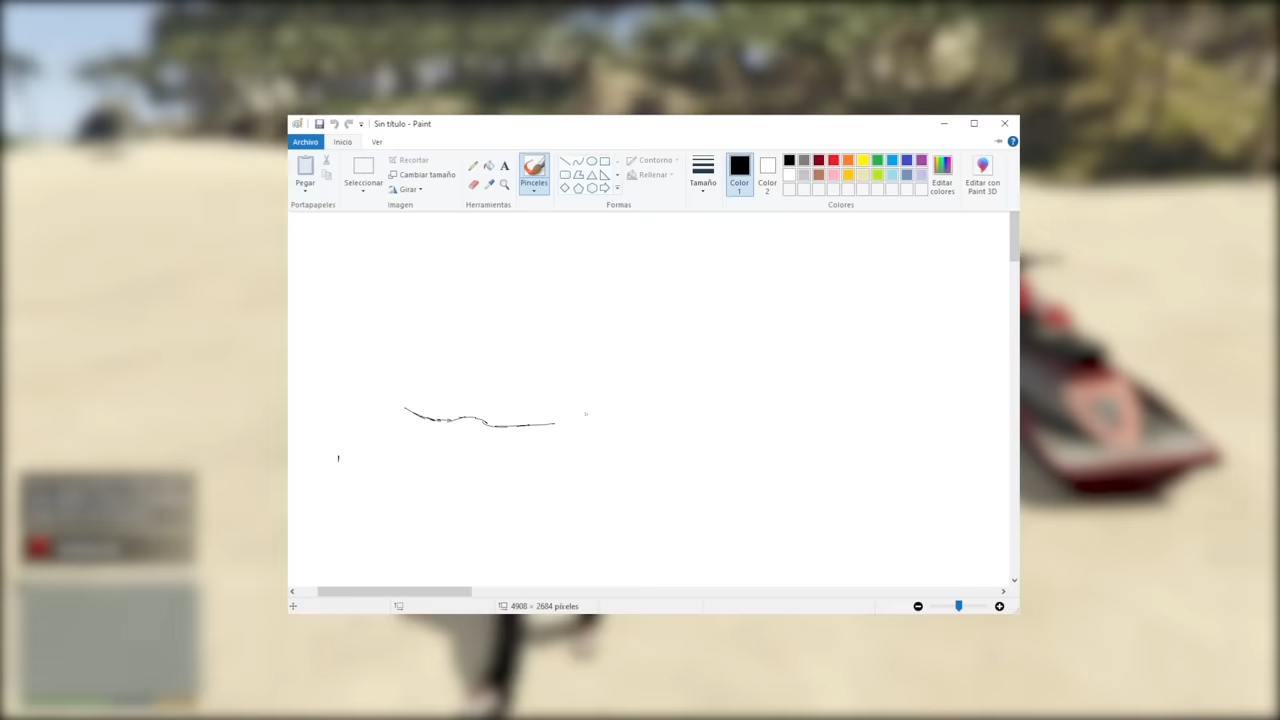 Sin título - Paint
Archivo Inicio Ver
Pegar
Portapapeles
Seleccionar
Recortar
Cambiar tamaño
Girar
Imagen
Herramientas
Pinceles
Contorno
Rellenar
Formas
Tamaño
Color 1
Color 2
Editar colores
Editar con Paint 3D
Colores
4908 × 2684 píxeles